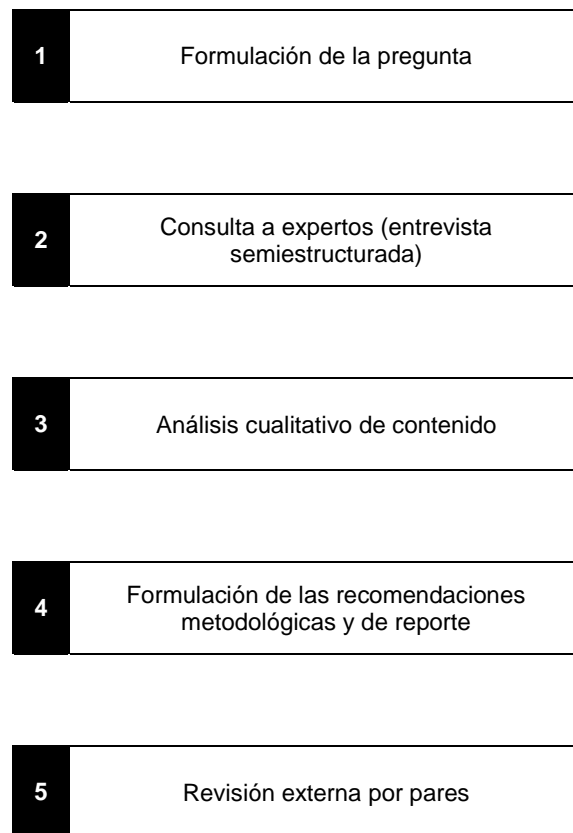 1
Formulación de la pregunta
2
Consulta a expertos (entrevista
semiestructurada)
3
Análisis cualitativo de contenido
4
Formulación de las recomendaciones
metodológicas y de reporte
5
Revisión externa por pares